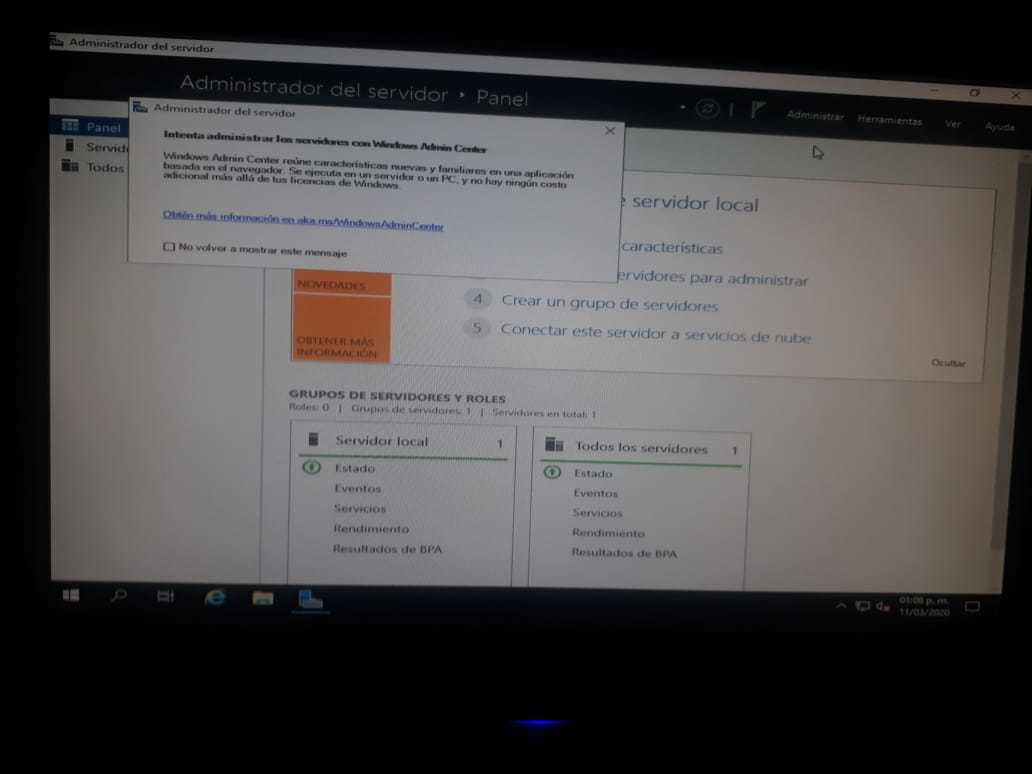 Administrador del servidor
Administrador del servidor • Panel
Administrar
Herramientas
Ver
Ayuda
Administrador del servidor
Intenta administrar los servidores con Windows Admin Center
Windows Admin Center reúne características nuevas y familiares en una aplicación
basada en el navegador. Se ejecuta en un servidor o un PC, y no hay ningún costo
adicional más allá de tus licencias de Windows.
Obtén más información en aka.ms/WindowsAdminCenter
No volver a mostrar este mensaje
Panel
Todos
servidor local
características
para administrar
NOVEDADES
4 Crear un grupo de servidores
5 Conectar este servidor a servicios de nube
OBTENER MÁS
INFORMACIÓN
Ocultar
GRUPOS DE SERVIDORES Y ROLES
Roles: 0 | Grupos de servidores: 1 | Servidores en total: 1
Servidor local 1
Estado
Eventos
Servicios
Rendimiento
Resultados de BPA
Todos los servidores 1
Estado
Eventos
Servicios
Rendimiento
Resultados de BPA
01:08 p. m.
11/03/2020